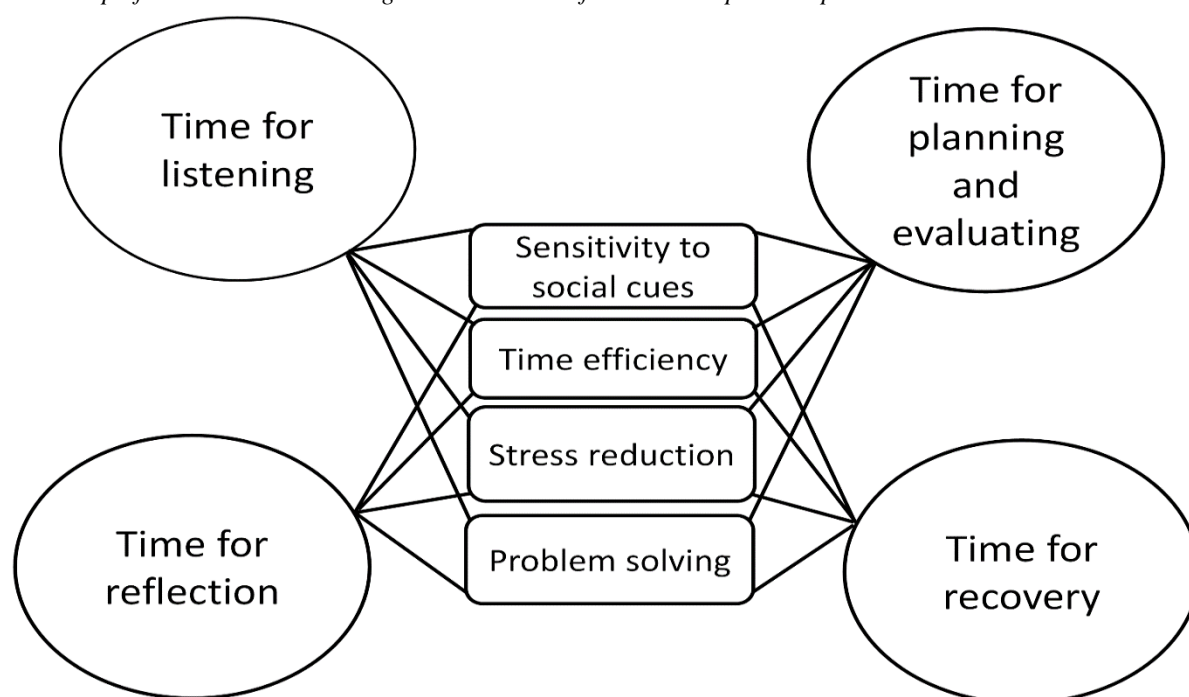 Time for
listening
Time for
planning
and
evaluating
Sensitivity to
social cues
Time efficiency
Stress reduction
Problem solving
Time for
reflection
Time for
recovery